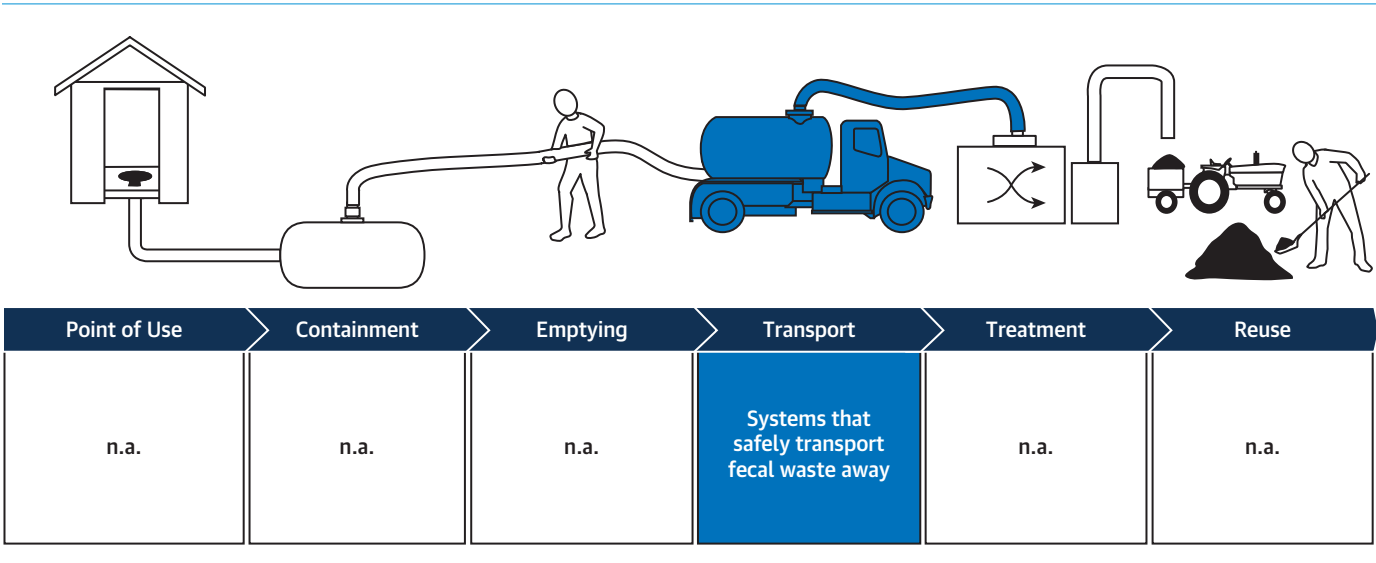 Point of Use
Containment
Emptying
Transport
Treatment
Reuse
n.a.
n.a.
n.a.
Systems that
safely transport
fecal waste away
n.a.
n.a.